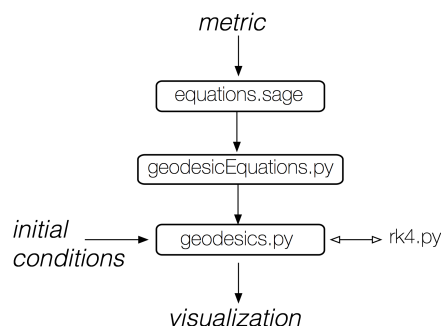 metric
equations.sage
geodesicEquations.py
initial
conditions
geodesics.py
rk4.py
visualization